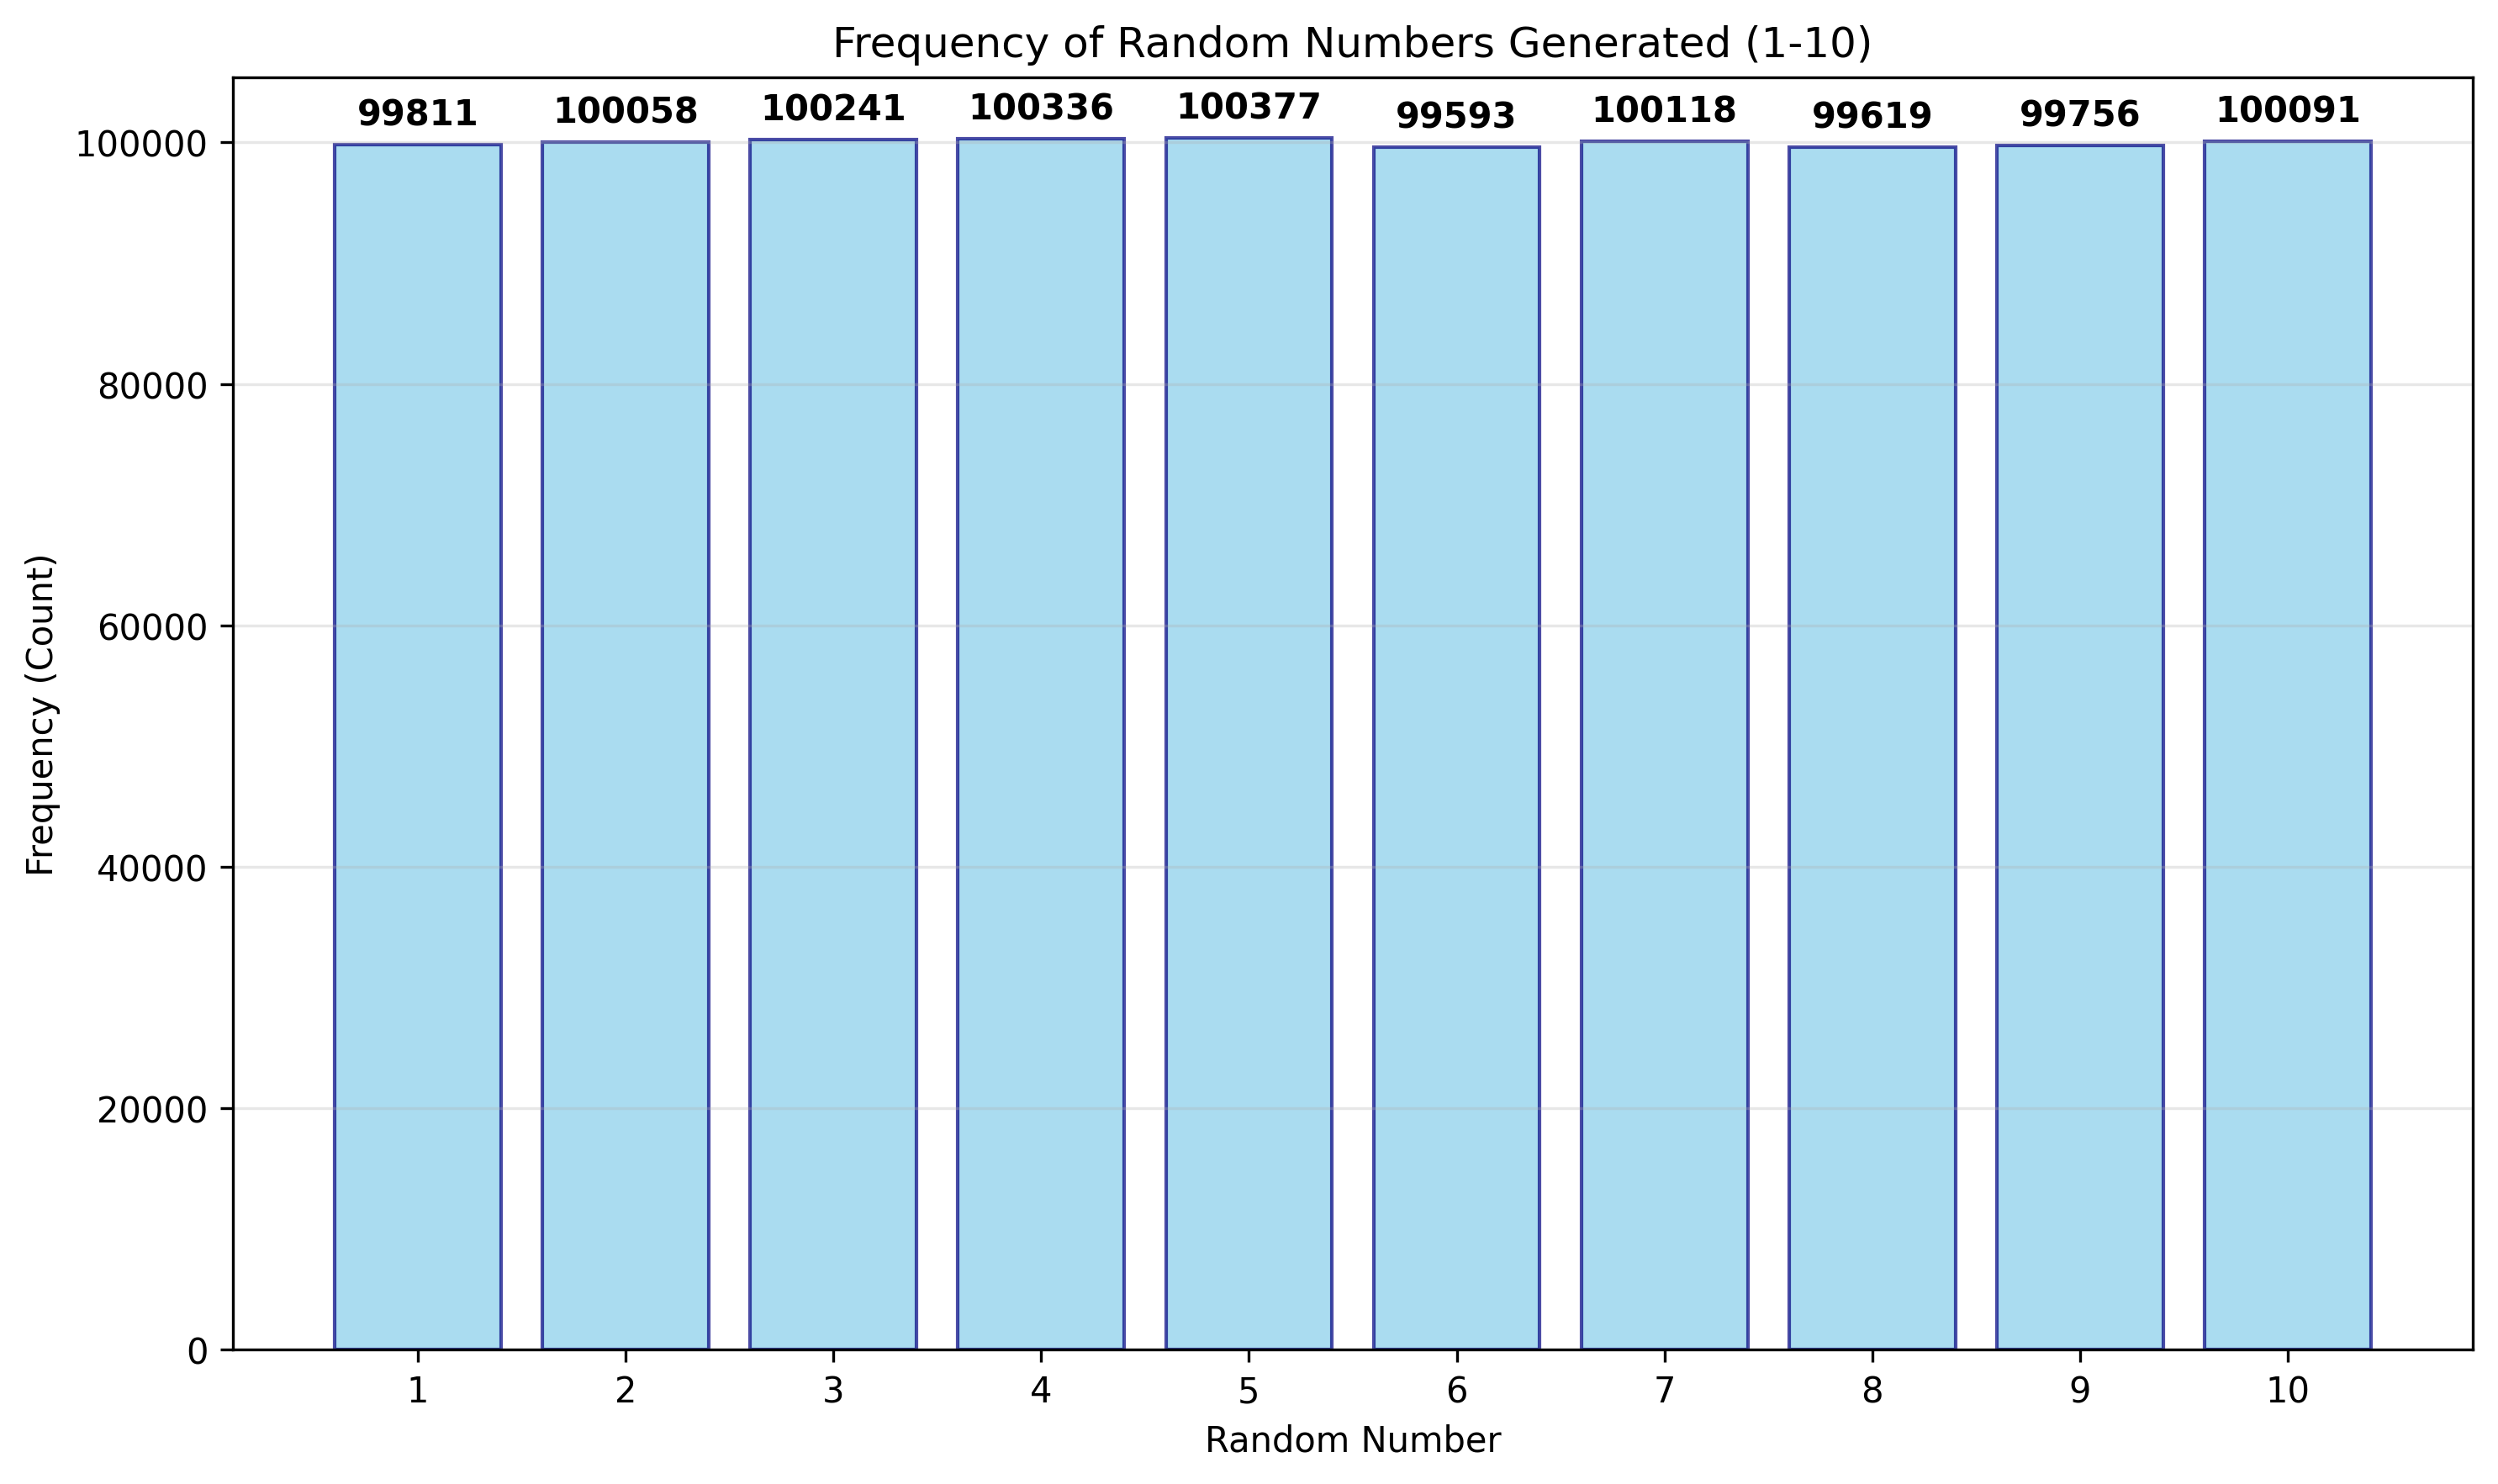 Frequency of Random Numbers Generated (1-10)
99811 100058 100241 100336 100377 99593 100118 99619 99756 100091
100000
80000
60000
40000
20000
0
Frequency (Count)
1 2 3 4 5 6 7 8 9 10
Random Number